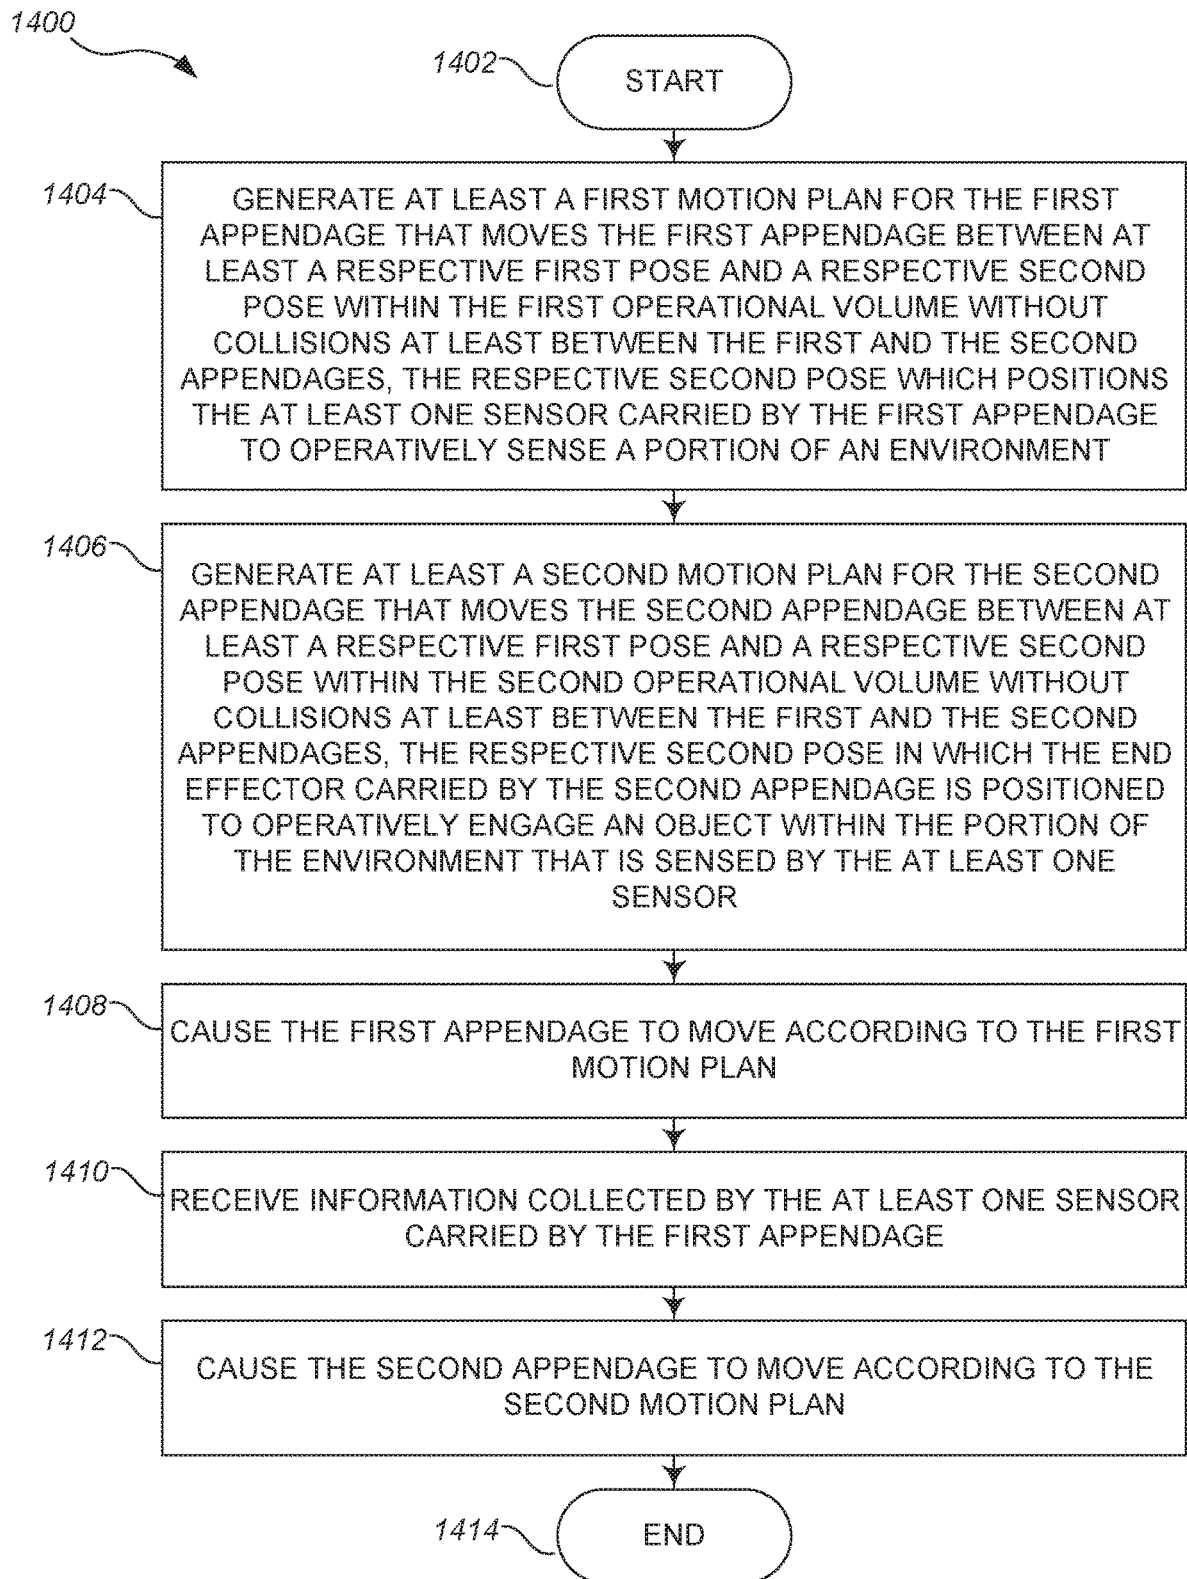 1400
1402
START
1404
GENERATE AT LEAST A FIRST MOTION PLAN FOR THE FIRST
APPENDAGE THAT MOVES THE FIRST APPENDAGE BETWEEN AT
LEAST A RESPECTIVE FIRST POSE AND A RESPECTIVE SECOND
POSE WITHIN THE FIRST OPERATIONAL VOLUME WITHOUT
COLLISIONS AT LEAST BETWEEN THE FIRST AND THE SECOND
APPENDAGES, THE RESPECTIVE SECOND POSE WHICH POSITIONS
THE AT LEAST ONE SENSOR CARRIED BY THE FIRST APPENDAGE
TO OPERATIVELY SENSE A PORTION OF AN ENVIRONMENT
1406
GENERATE AT LEAST A SECOND MOTION PLAN FOR THE SECOND
APPENDAGE THAT MOVES THE SECOND APPENDAGE BETWEEN AT
LEAST A RESPECTIVE FIRST POSE AND A RESPECTIVE SECOND
POSE WITHIN THE SECOND OPERATIONAL VOLUME WITHOUT
COLLISIONS AT LEAST BETWEEN THE FIRST AND THE SECOND
APPENDAGES, THE RESPECTIVE SECOND POSE IN WHICH THE END
EFFECTOR CARRIED BY THE SECOND APPENDAGE IS POSITIONED
TO OPERATIVELY ENGAGE AN OBJECT WITHIN THE PORTION OF
THE ENVIRONMENT THAT IS SENSED BY THE AT LEAST ONE
SENSOR
1408
CAUSE THE FIRST APPENDAGE TO MOVE ACCORDING TO THE FIRST
MOTION PLAN
1410
RECEIVE INFORMATION COLLECTED BY THE AT LEAST ONE SENSOR
CARRIED BY THE FIRST APPENDAGE
1412
CAUSE THE SECOND APPENDAGE TO MOVE ACCORDING TO THE
SECOND MOTION PLAN
1414
END